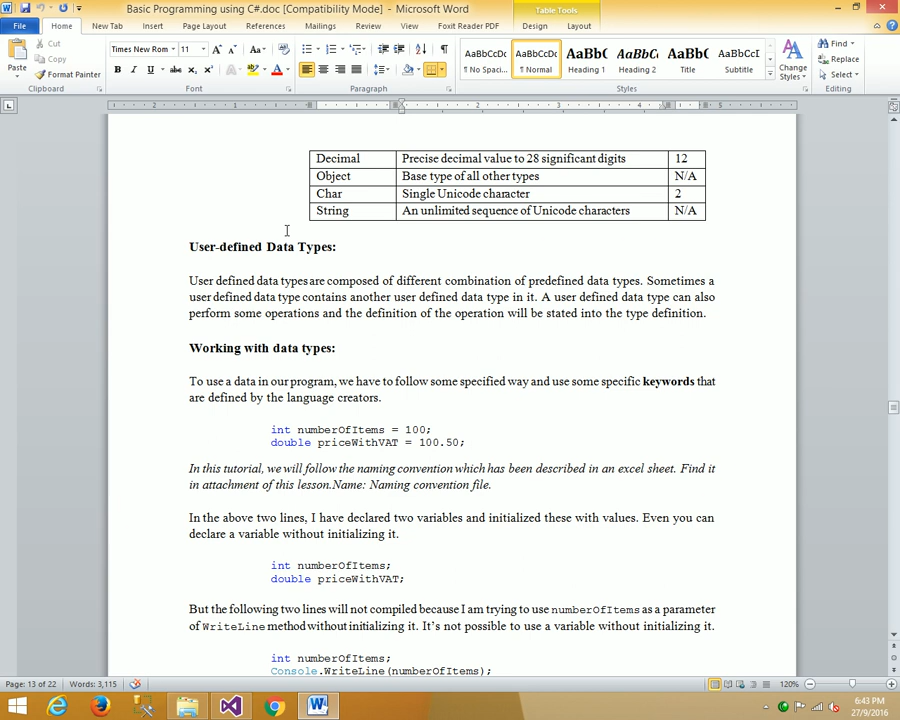 Basic Programming using C#.doc [Compatibility Mode] - Microsoft Word
Table Tools
File Home New Tab Insert Page Layout References Mailings Review View Foxit Reader PDF Design Layout
Paste Cut Copy Format Painter
Times New Rom 11
AaBbCcDc AaBbCcDc AaBbC AaBbCc AaBbC AaBbCcI
¶ No Spaci... ¶ Normal Heading 1 Heading 2 Title Subtitle
Change Styles
Find Replace Select
Clipboard Font Paragraph Styles Editing
Decimal Precise decimal value to 28 significant digits 12
Object Base type of all other types N/A
Char Single Unicode character 2
String An unlimited sequence of Unicode characters N/A
User-defined Data Types:
User defined data types are composed of different combination of predefined data types. Sometimes a
user defined data type contains another user defined data type in it. A user defined data type can also
perform some operations and the definition of the operation will be stated into the type definition.
Working with data types:
To use a data in our program, we have to follow some specified way and use some specific keywords that
are defined by the language creators.
int numberOfItems = 100;
double priceWithVAT = 100.50;
In this tutorial, we will follow the naming convention which has been described in an excel sheet. Find it
in attachment of this lesson.Name: Naming convention file.
In the above two lines, I have declared two variables and initialized these with values. Even you can
declare a variable without initializing it.
int numberOfItems;
double priceWithVAT;
But the following two lines will not compiled because I am trying to use numberOfItems as a parameter
of WriteLine method without initializing it. It's not possible to use a variable without initializing it.
int numberOfItems;
Console.WriteLine(numberOfItems);
Page: 13 of 22 Words: 3,115 120%
6:43 PM
27/9/2016